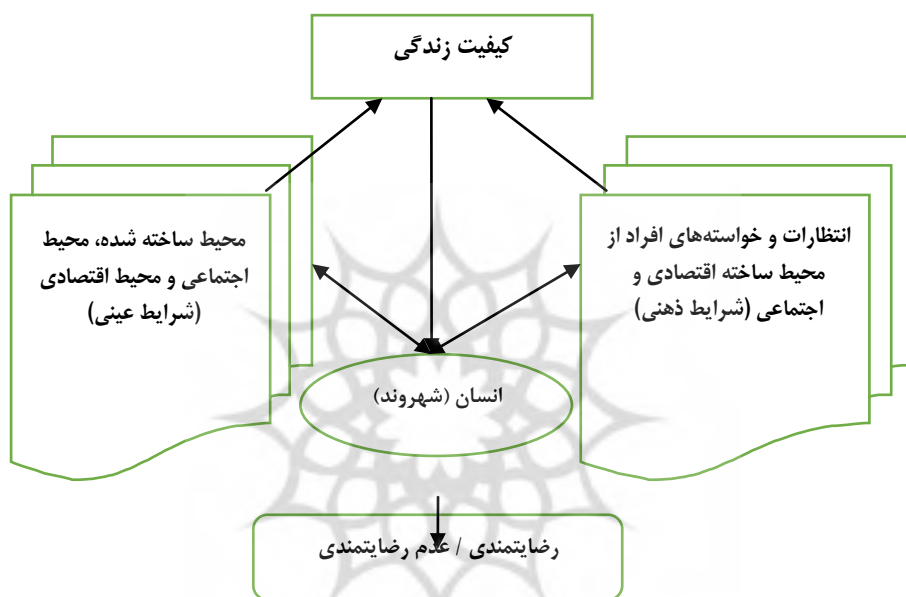 کیفیت زندگی
انتظارات و خواسته‌های افراد از
محیط ساخته اقتصادی و
اجتماعی (شرایط ذهنی)
محیط ساخته شده، محیط
اجتماعی و محیط اقتصادی
(شرایط عینی)
انسان (شهروند)
رضایتمندی / عدم رضایتمندی